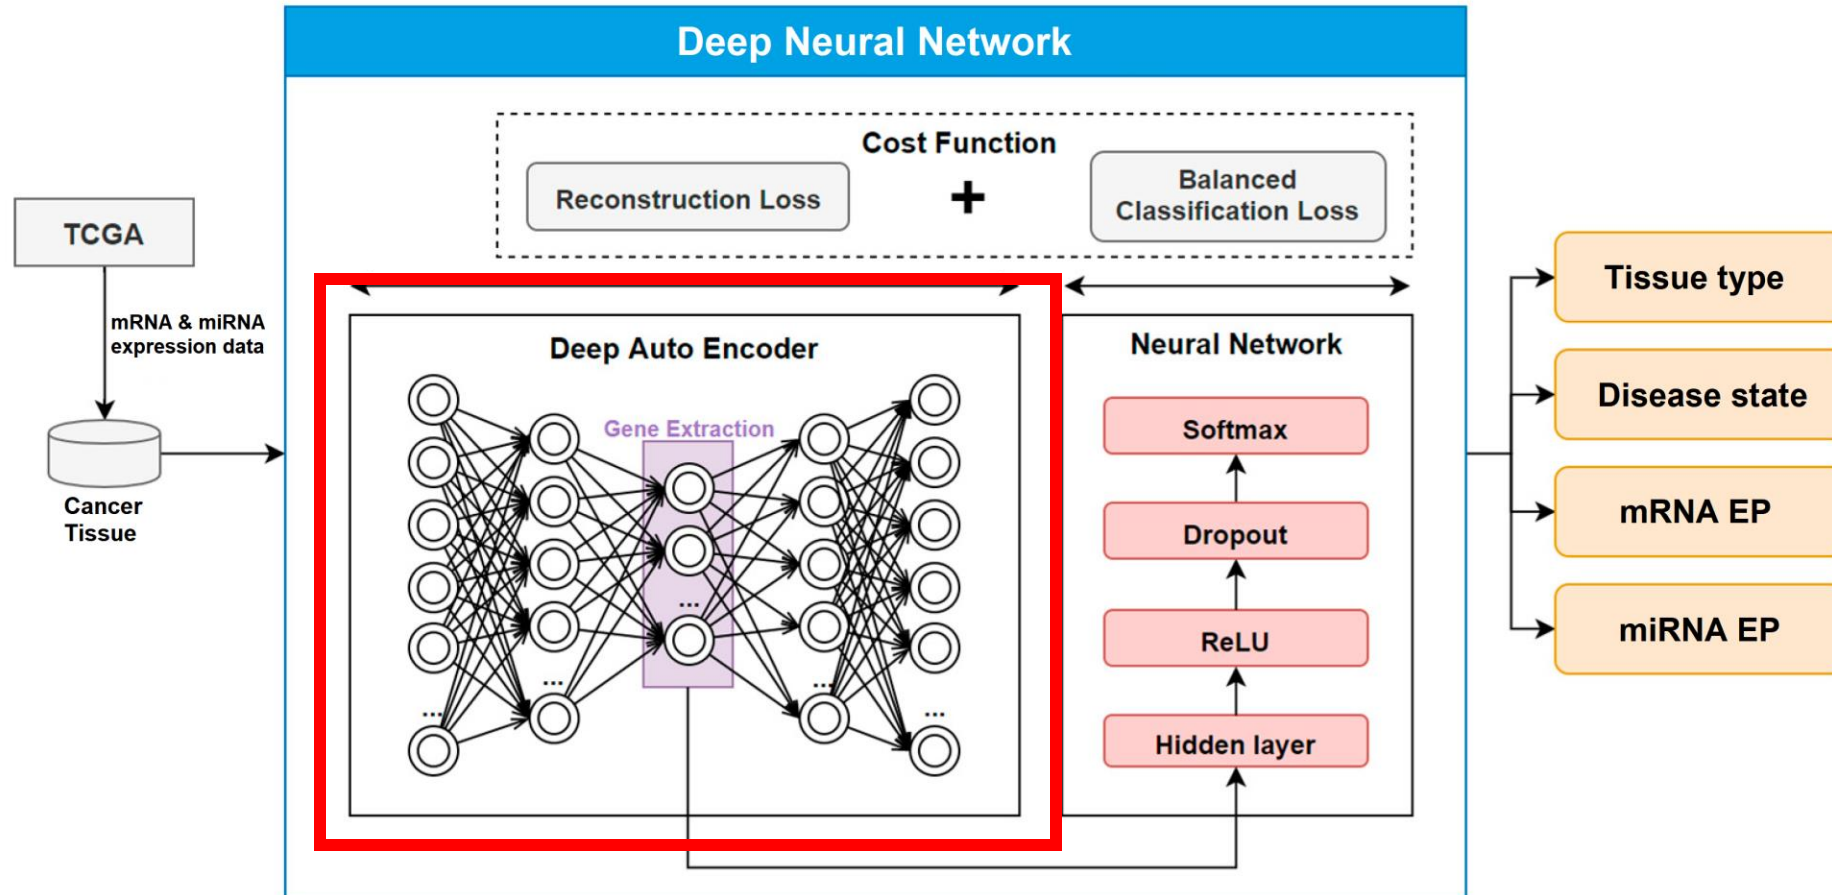 Deep Neural Network
Cost Function
Reconstruction Loss
+
Balanced
Classification Loss
TCGA
mRNA & miRNA
expression data
Cancer
Tissue
Deep Auto Encoder
Gene Extraction
...
...
...
...
...
Neural Network
Softmax
Dropout
ReLU
Hidden layer
Tissue type
Disease state
mRNA EP
miRNA EP